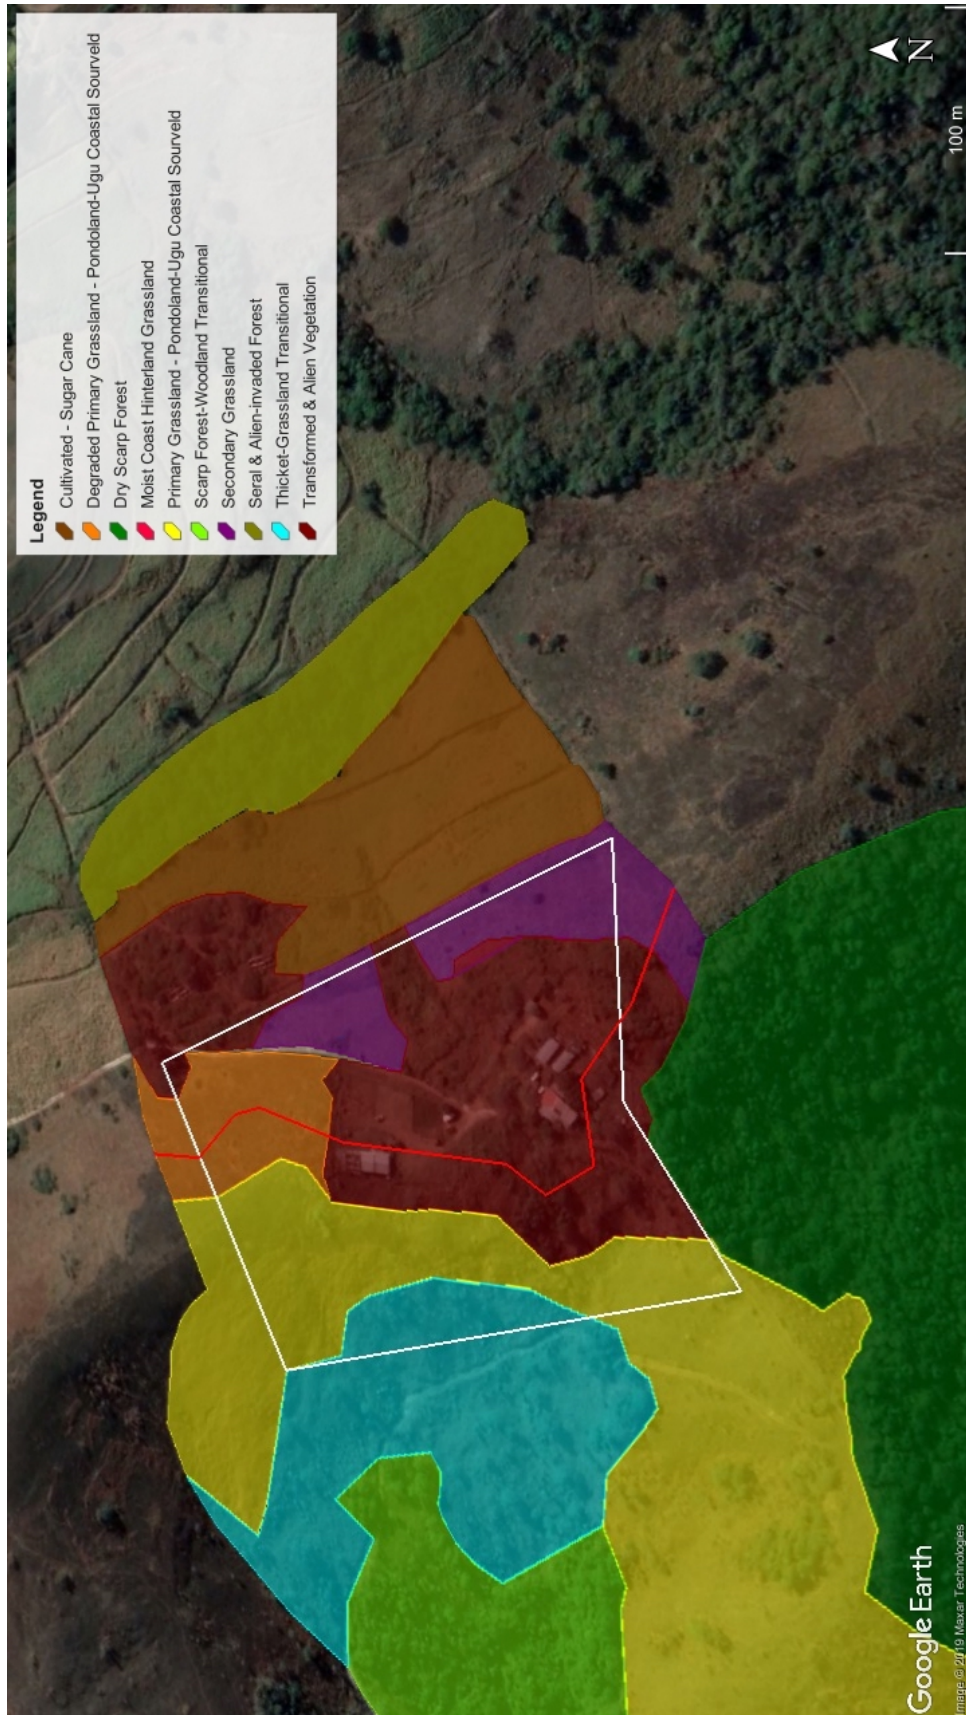 Legend
Cultivated - Sugar Cane
Degraded Primary Grassland - Pondoland-Ugu Coastal Sourveld
Dry Scarp Forest
Moist Coast Hinterland Grassland
Primary Grassland - Pondoland-Ugu Coastal Sourveld
Scarp Forest-Woodland Transitional
Secondary Grassland
Seral & Alien-invaded Forest
Thicket-Grassland Transitional
Transformed & Alien Vegetation
N
100 m
Google Earth
Image © 2019 Maxar Technologies